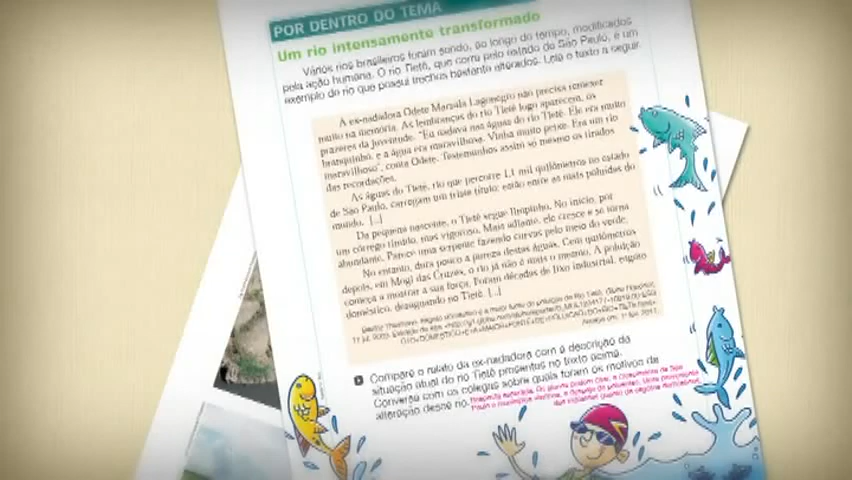 POR DENTRO DO TEMA
Um rio intensamente transformado
Vários rios brasileiros foram sendo, ao longo do tempo, modificados
pela ação humana. O rio Tietê, que corre pelo estado de São Paulo, é um
exemplo de rio que possui trechos bastante alterados. Leia o texto a seguir.
A ex-nadadora Odete Marsula Lagonegro não precisa remexer
muito na memória. As lembranças do rio Tietê logo aparecem, os
prazeres da juventude. "Eu nadava nas águas do rio Tietê. Ele era muito
branquinho, e a água era maravilhosa. Vinha muito peixe. Era um rio
maravilhoso", conta Odete. Testemunhos assim só mesmo os tirados
das recordações.
As águas do Tietê, rio que percorre 1,1 mil quilômetros no estado
de São Paulo, carregam um triste título: estão entre as mais poluídas do
mundo. [...]
Da pequena nascente, o Tietê segue limpinho. No início, por
um córrego tímido, mas vigoroso. Mais adiante, ele cresce e se torna
abundante. Parece uma serpente fazendo curvas pelo meio do verde.
No entanto, dura pouco a pureza destas águas. Cem quilômetros
depois, em Mogi das Cruzes, o rio já não é mais o mesmo. A poluição
começa a mostrar a sua força. Foram décadas de lixo industrial, esgoto
doméstico, desaguando no Tietê. [...]
Compare o relato da ex-nadadora com a descrição da
situação atual do rio Tietê presentes no texto acima.
Converse com os colegas sobre quais foram os motivos de
alteração desse rio.